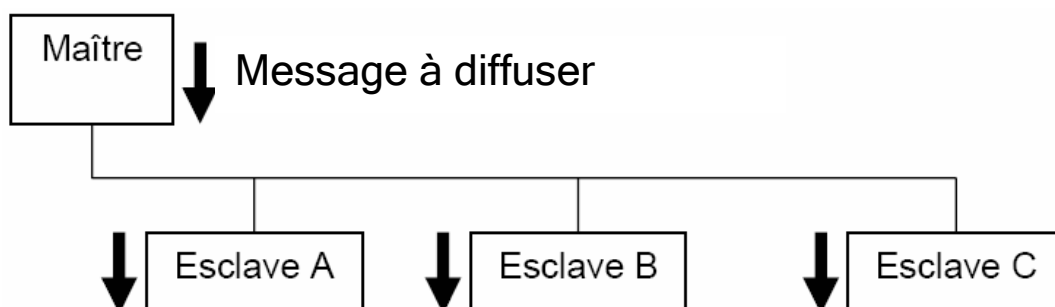 Maître
Message à diffuser
Esclave A
Esclave B
Esclave C